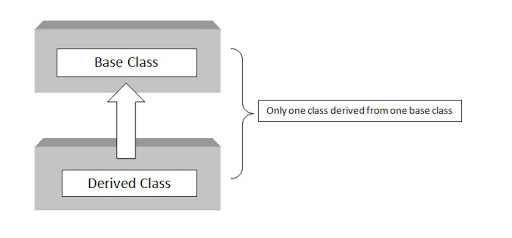 Base Class
Only one class derived from one base class
Derived Class